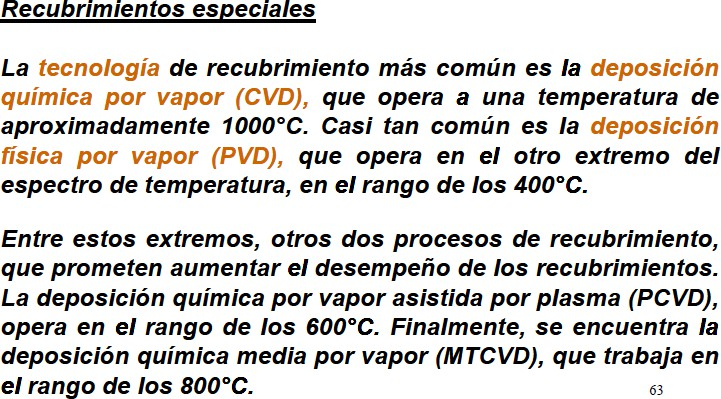 Recubrimientos especiales
La tecnología de recubrimiento más común es la deposición
química por vapor (CVD), que opera a una temperatura de
aproximadamente 1000°C. Casi tan común es la deposición
física por vapor (PVD), que opera en el otro extremo del
espectro de temperatura, en el rango de los 400°C.
Entre estos extremos, otros dos procesos de recubrimiento,
que prometen aumentar el desempeño de los recubrimientos.
La deposición química por vapor asistida por plasma (PCVD),
opera en el rango de los 600°C. Finalmente, se encuentra la
deposición química media por vapor (MTCVD), que trabaja en
el rango de los 800°C.
63